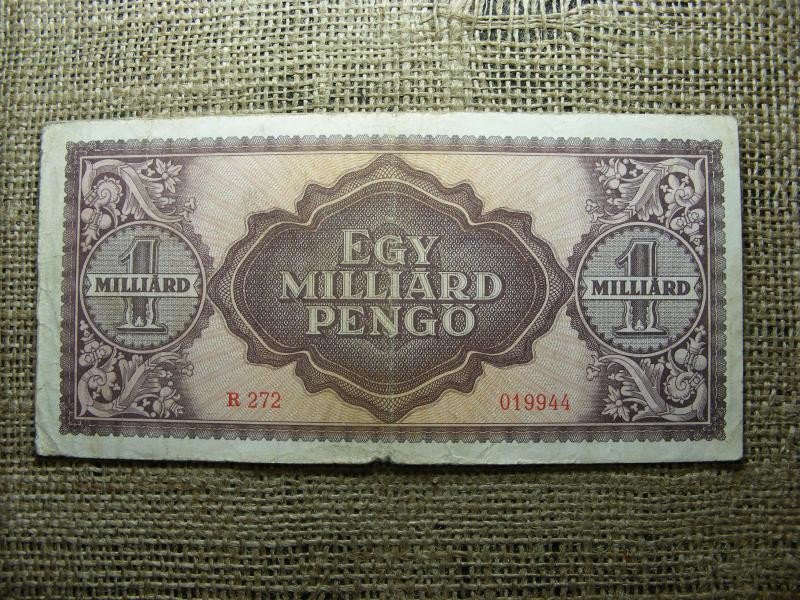 EGY
MILLIÁRD
PENGŐ
1
MILLIÁRD
1
MILLIÁRD
R 272
019944